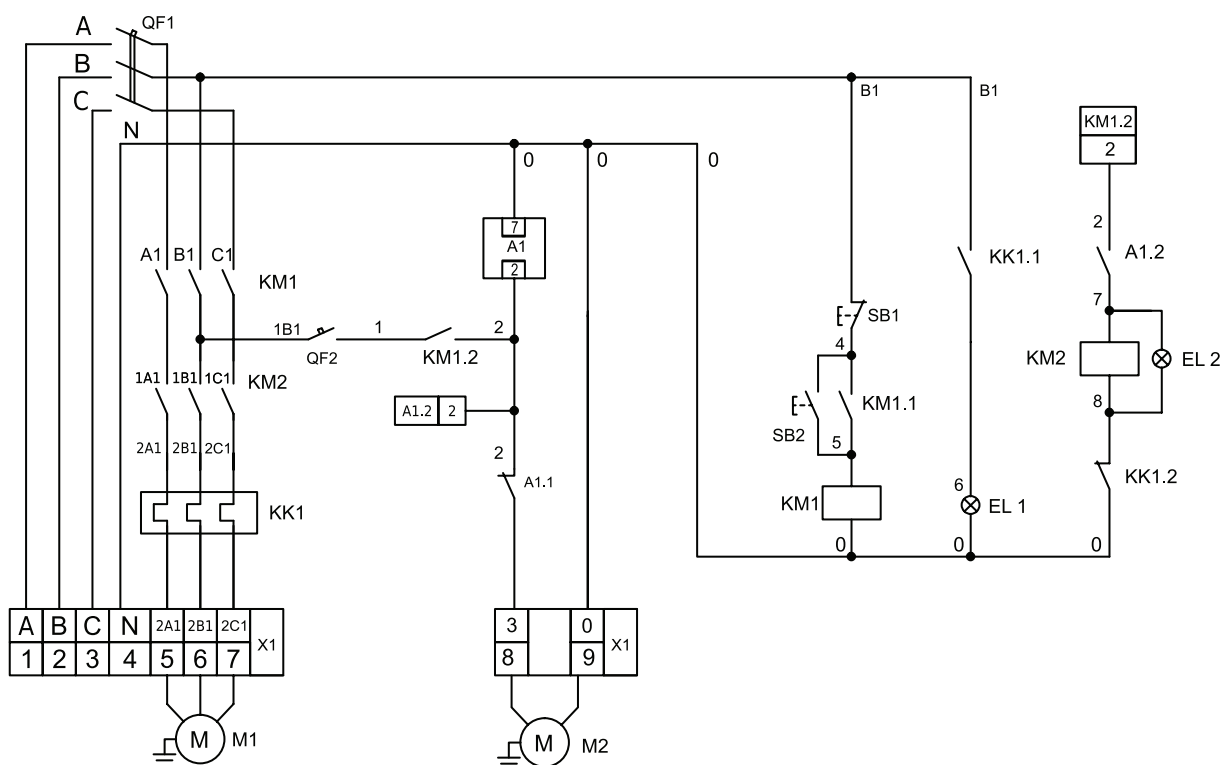 A QF1
B
C
N
B1 B1
0 0 0
KM1.2
2
7
A1
2
A1 B1 C1
KM1
KK1.1
2
A1.2
SB1
7
1B1 1 2
QF2 KM1.2
4
KM2 EL 2
1A1 1B1 1C1 KM2
A1.2 2
KM1.1
SB2
8
5
2A1 2B1 2C1
2
A1.1
KK1.2
KK1
KM1
6
EL 1
0 0 0
A B C N 2A1 2B1 2C1 X1
1 2 3 4 5 6 7
3 0 X1
8 9
M M1
M M2